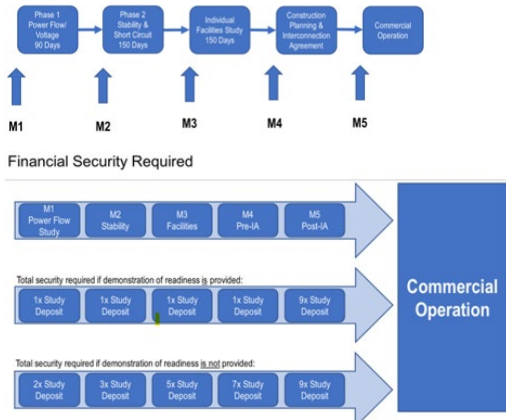 Phase 1
Power Flow/
Voltage
90 Days
Phase 2
Stability &
Short Circuit
150 Days
Individual
Facilities Study
150 Days
Construction
Planning &
Interconnection
Agreement
Commercial
Operation
M1
M2
M3
M4
M5
Financial Security Required
M1
Power Flow
Study
M2
Stability
M3
Facilities
M4
Pre-IA
M5
Post-IA
Commercial
Operation
Total security required if demonstration of readiness is provided:
1x Study
Deposit
1x Study
Deposit
1x Study
Deposit
1x Study
Deposit
9x Study
Deposit
Total security required if demonstration of readiness is not provided:
2x Study
Deposit
3x Study
Deposit
5x Study
Deposit
7x Study
Deposit
9x Study
Deposit